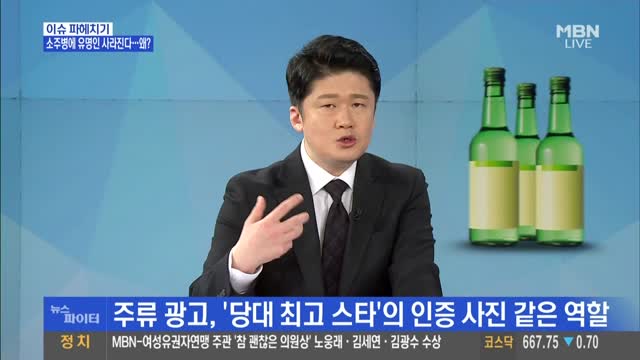 이슈 파헤치기
소주병에 유명인 사라진다…왜?
MBN
LIVE
뉴스
파이터
주류 광고, '당대 최고 스타'의 인증 사진 같은 역할
정치
MBN-여성유권자연맹 주관 '참 괜찮은 의원상' 노웅래·김세연·김광수 수상
코스닥 667.75 ▼0.70